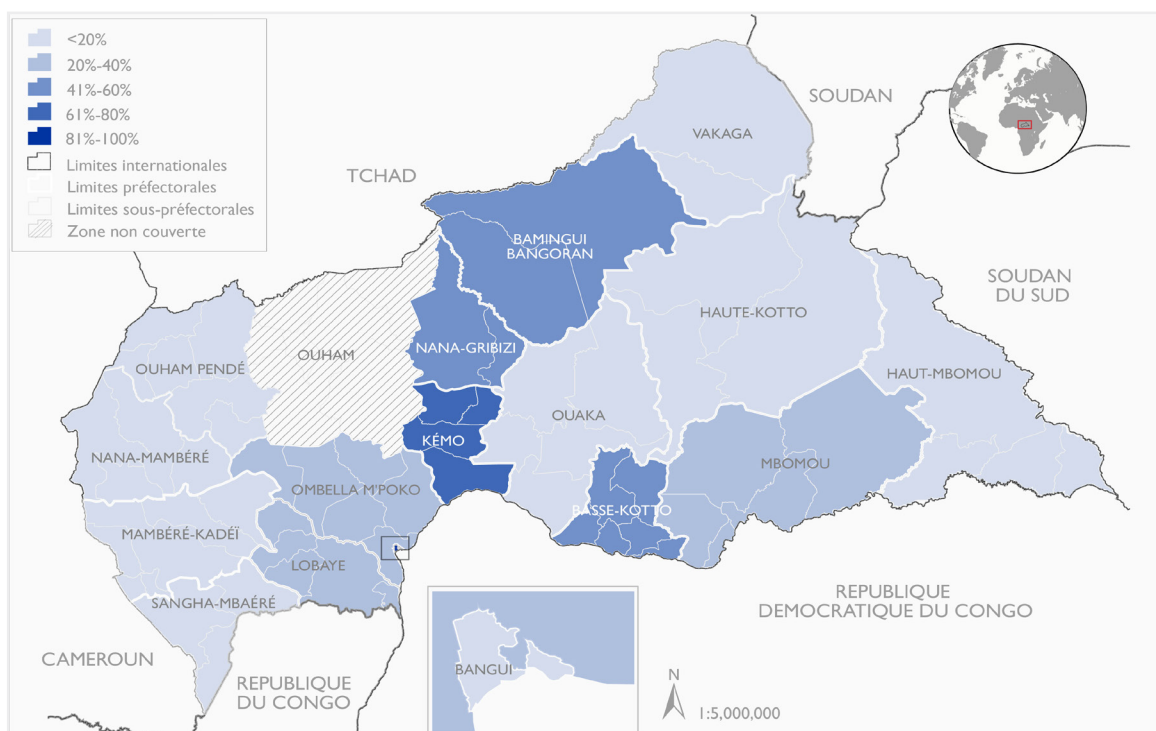 <20%
20%-40%
41%-60%
61%-80%
81%-100%
Limites internationales
Limites préfectorales
Limites sous-préfectorales
Zone non couverte
SOUDAN
VAKAGA
TCHAD
BAMINGUI
BANGORAN
SOUDAN
DU SUD
HAUTE-KOTTO
OUHAM
NANA-GRIBIZI
OUHAM PENDÉ
HAUT-MBOMOU
OUAKA
KÉMO
NANA-MAMBÉRÉ
MBOMOU
OMBELLA M'POKO
BASSE-KOTTO
MAMBÉRÉ-KADÉÏ
LOBAYE
SANGHA-MBAÉRÉ
REPUBLIQUE
DEMOCRATIQUE DU CONGO
CAMEROUN
REPUBLIQUE
DU CONGO
BANGUI
N
1:5,000,000